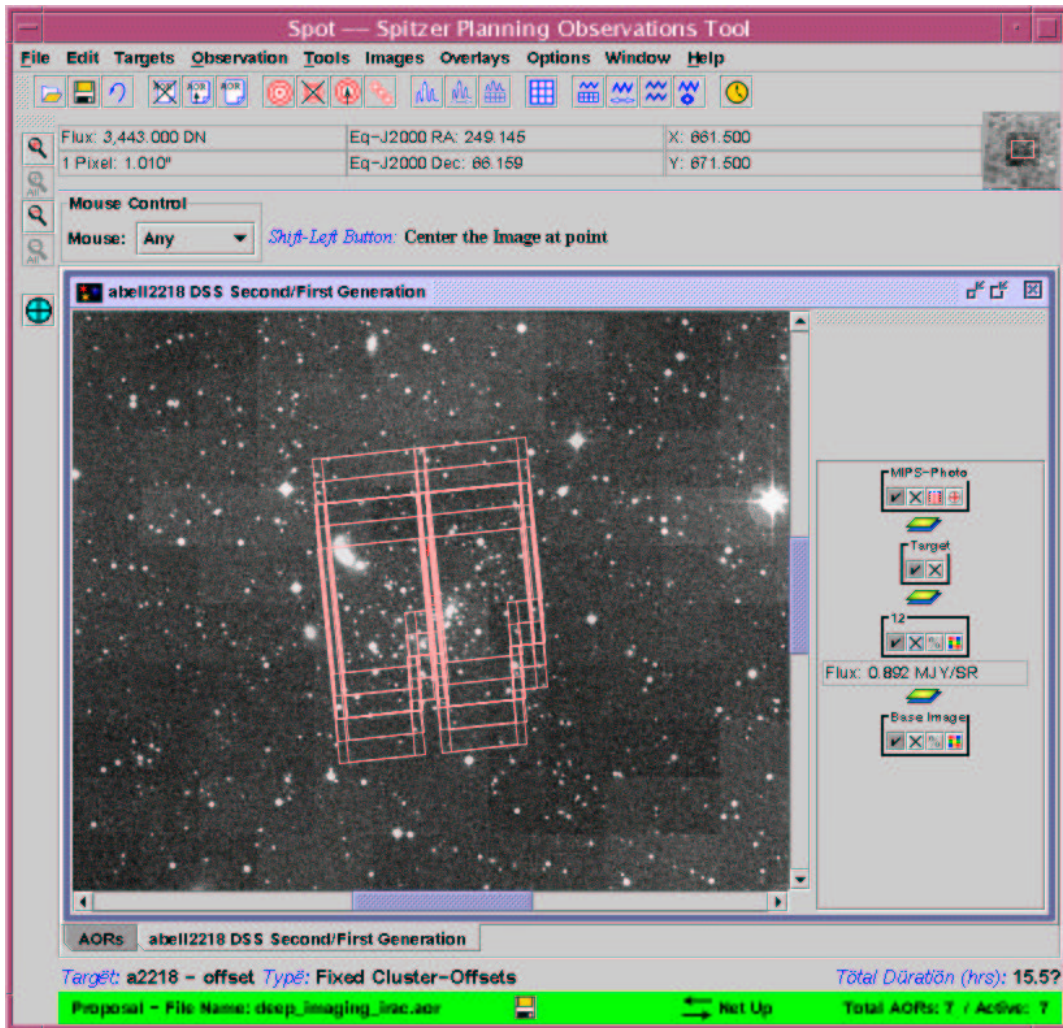 Spot — Spitzer Planning Observations Tool
File Edit Targets Observation Tools Images Overlays Options Window Help
AOR AOR
Flux: 3,443.000 DN Eq-J2000 RA: 249.145 X: 661.500
1 Pixel: 1.010" Eq-J2000 Dec: 66.159 Y: 671.500
All
Mouse Control
Mouse: Any Shift-Left Button: Center the Image at point
All
abell2218 DSS Second/First Generation
MIPS-Photo
Target
12
Flux: 0.892 MJY/SR
Base Image
AORs abell2218 DSS Second/First Generation
Target: a2218 - offset Type: Fixed Cluster-Offsets Total Duration (hrs): 15.5?
Proposal - File Name: deep_imaging_irac.aor Net Up Total AORs: 7 / Active: 7